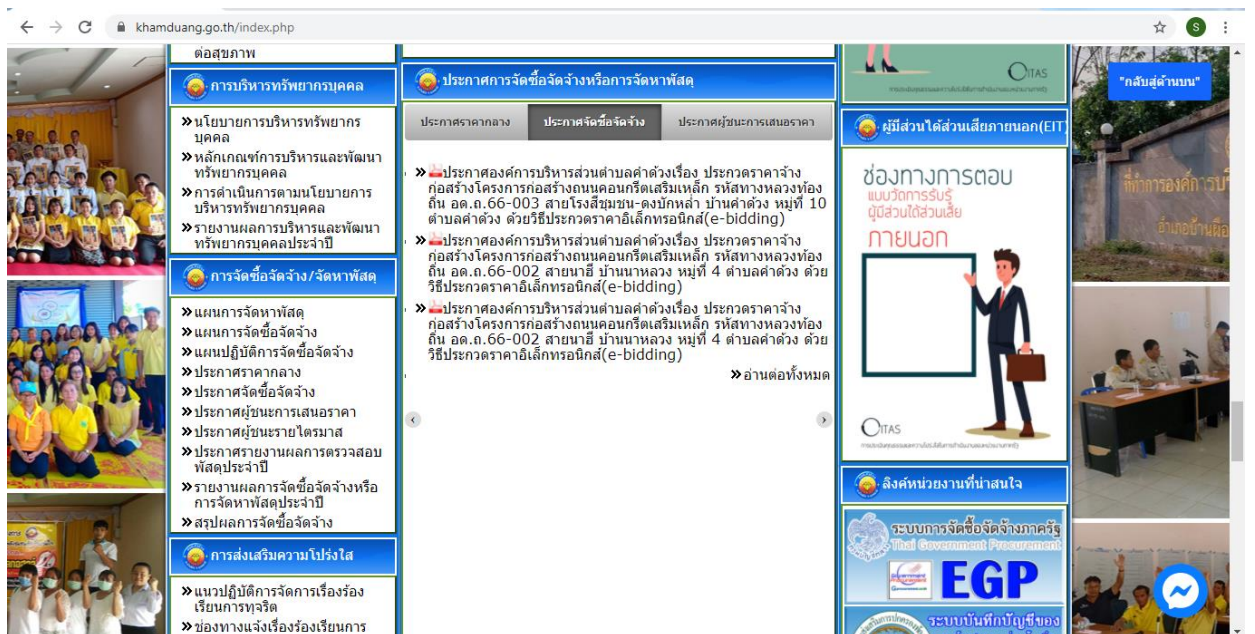 khamduang.go.th/index.php
S
ต่อสุขภาพ
การบริหารทรัพยากรบุคคล
นโยบายการบริหารทรัพยากร
บุคคล
หลักเกณฑ์การบริหารและพัฒนา
ทรัพยากรบุคคล
การดำเนินการตามนโยบายการ
บริหารทรัพยากรบุคคล
รายงานผลการบริหารและพัฒนา
ทรัพยากรบุคคลประจำปี
การจัดซื้อจัดจ้าง/จัดหาพัสดุ
แผนการจัดหาพัสดุ
แผนการจัดซื้อจัดจ้าง
แผนปฏิบัติการจัดซื้อจัดจ้าง
ประกาศราคากลาง
ประกาศจัดซื้อจัดจ้าง
ประกาศผู้ชนะการเสนอราคา
ประกาศผู้ชนะรายไตรมาส
ประกาศรายงานผลการตรวจสอบ
พัสดุประจำปี
รายงานผลการจัดซื้อจัดจ้างหรือ
การจัดหาพัสดุประจำปี
สรุปผลการจัดซื้อจัดจ้าง
การส่งเสริมความโปร่งใส
แนวปฏิบัติการจัดการเรื่องร้อง
เรียนการทุจริต
ช่องทางแจ้งเรื่องร้องเรียนการ
ประกาศการจัดซื้อจัดจ้างหรือการจัดหาพัสดุ
ประกาศราคากลาง ประกาศจัดซื้อจัดจ้าง ประกาศผู้ชนะการเสนอราคา
ประกาศองค์การบริหารส่วนตำบลคำด้วงเรื่อง ประกวดราคาจ้าง
ก่อสร้างโครงการก่อสร้างถนนคอนกรีตเสริมเหล็ก รหัสทางหลวงท้อง
ถิ่น อด.ถ.66-003 สายโรงสีชุมชน-ดงบักหล่า บ้านคำด้วง หมู่ที่ 10
ตำบลคำด้วง ด้วยวิธีประกวดราคาอิเล็กทรอนิกส์(e-bidding)
ประกาศองค์การบริหารส่วนตำบลคำด้วงเรื่อง ประกวดราคาจ้าง
ก่อสร้างโครงการก่อสร้างถนนคอนกรีตเสริมเหล็ก รหัสทางหลวงท้อง
ถิ่น อด.ถ.66-002 สายนาฮี บ้านนาหลวง หมู่ที่ 4 ตำบลคำด้วง ด้วย
วิธีประกวดราคาอิเล็กทรอนิกส์(e-bidding)
ประกาศองค์การบริหารส่วนตำบลคำด้วงเรื่อง ประกวดราคาจ้าง
ก่อสร้างโครงการก่อสร้างถนนคอนกรีตเสริมเหล็ก รหัสทางหลวงท้อง
ถิ่น อด.ถ.66-002 สายนาฮี บ้านนาหลวง หมู่ที่ 4 ตำบลคำด้วง ด้วย
วิธีประกวดราคาอิเล็กทรอนิกส์(e-bidding)
อ่านต่อทั้งหมด
OITAS
ผู้มีส่วนได้ส่วนเสียภายนอก(EIT)
ช่องทางการตอบ
แบบวัดการรับรู้
ผู้มีส่วนได้ส่วนเสีย
ภายนอก
OITAS
ลิงค์หน่วยงานที่น่าสนใจ
ระบบการจัดซื้อจัดจ้างภาครัฐ
Thai Government Procurement
EGP
ระบบบันทึกบัญชีของ
"กลับสู่ด้านบน"
ที่ทำการองค์การบริ
อำเภอบ้านผือ